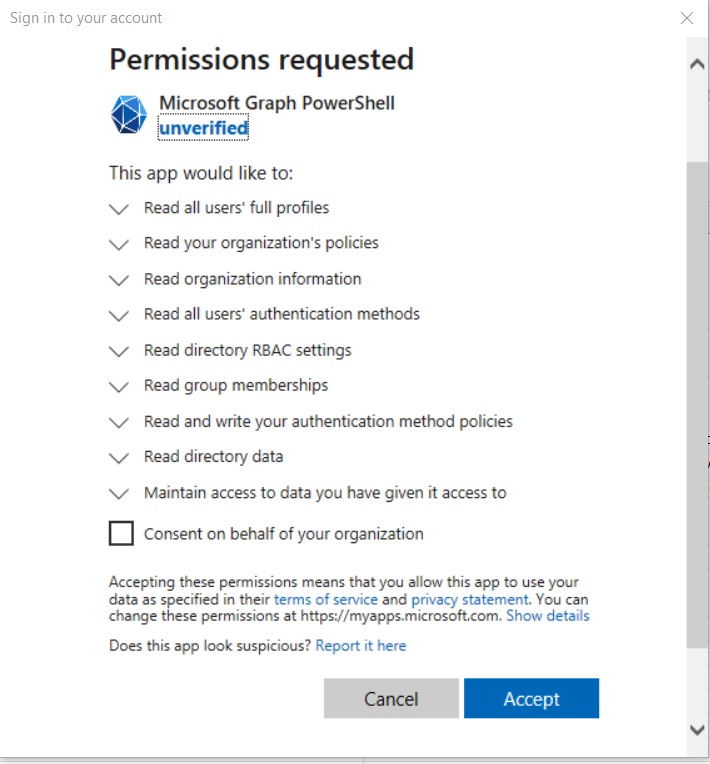 Sign in to your account
Permissions requested
Microsoft Graph PowerShell
unverified
This app would like to:
Read all users' full profiles
Read your organization's policies
Read organization information
Read all users' authentication methods
Read directory RBAC settings
Read group memberships
Read and write your authentication method policies
Read directory data
Maintain access to data you have given it access to
Consent on behalf of your organization
Accepting these permissions means that you allow this app to use your
data as specified in their terms of service and privacy statement. You can
change these permissions at https://myapps.microsoft.com. Show details
Does this app look suspicious? Report it here
Cancel Accept